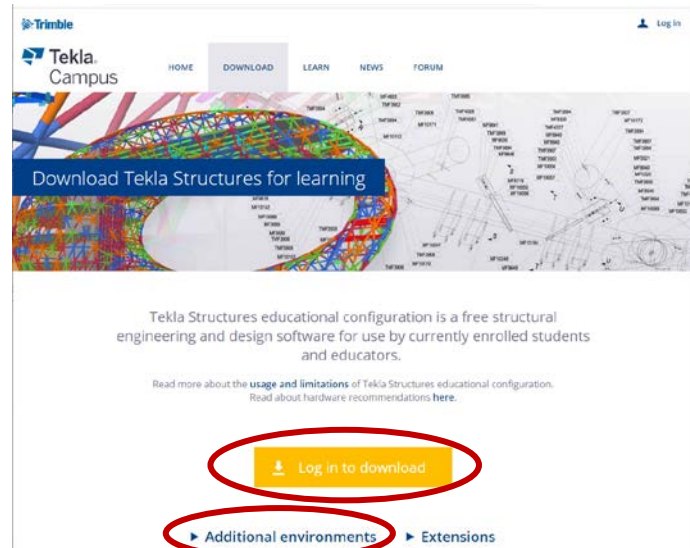 Trimble
Log in
Tekla.
Campus
HOME DOWNLOAD LEARN NEWS FORUM
Download Tekla Structures for learning
Tekla Structures educational configuration is a free structural
engineering and design software for use by currently enrolled students
and educators.
Read more about the usage and limitations of Tekla Structures educational configuration.
Read about hardware recommendations here.
Log in to download
Additional environments Extensions